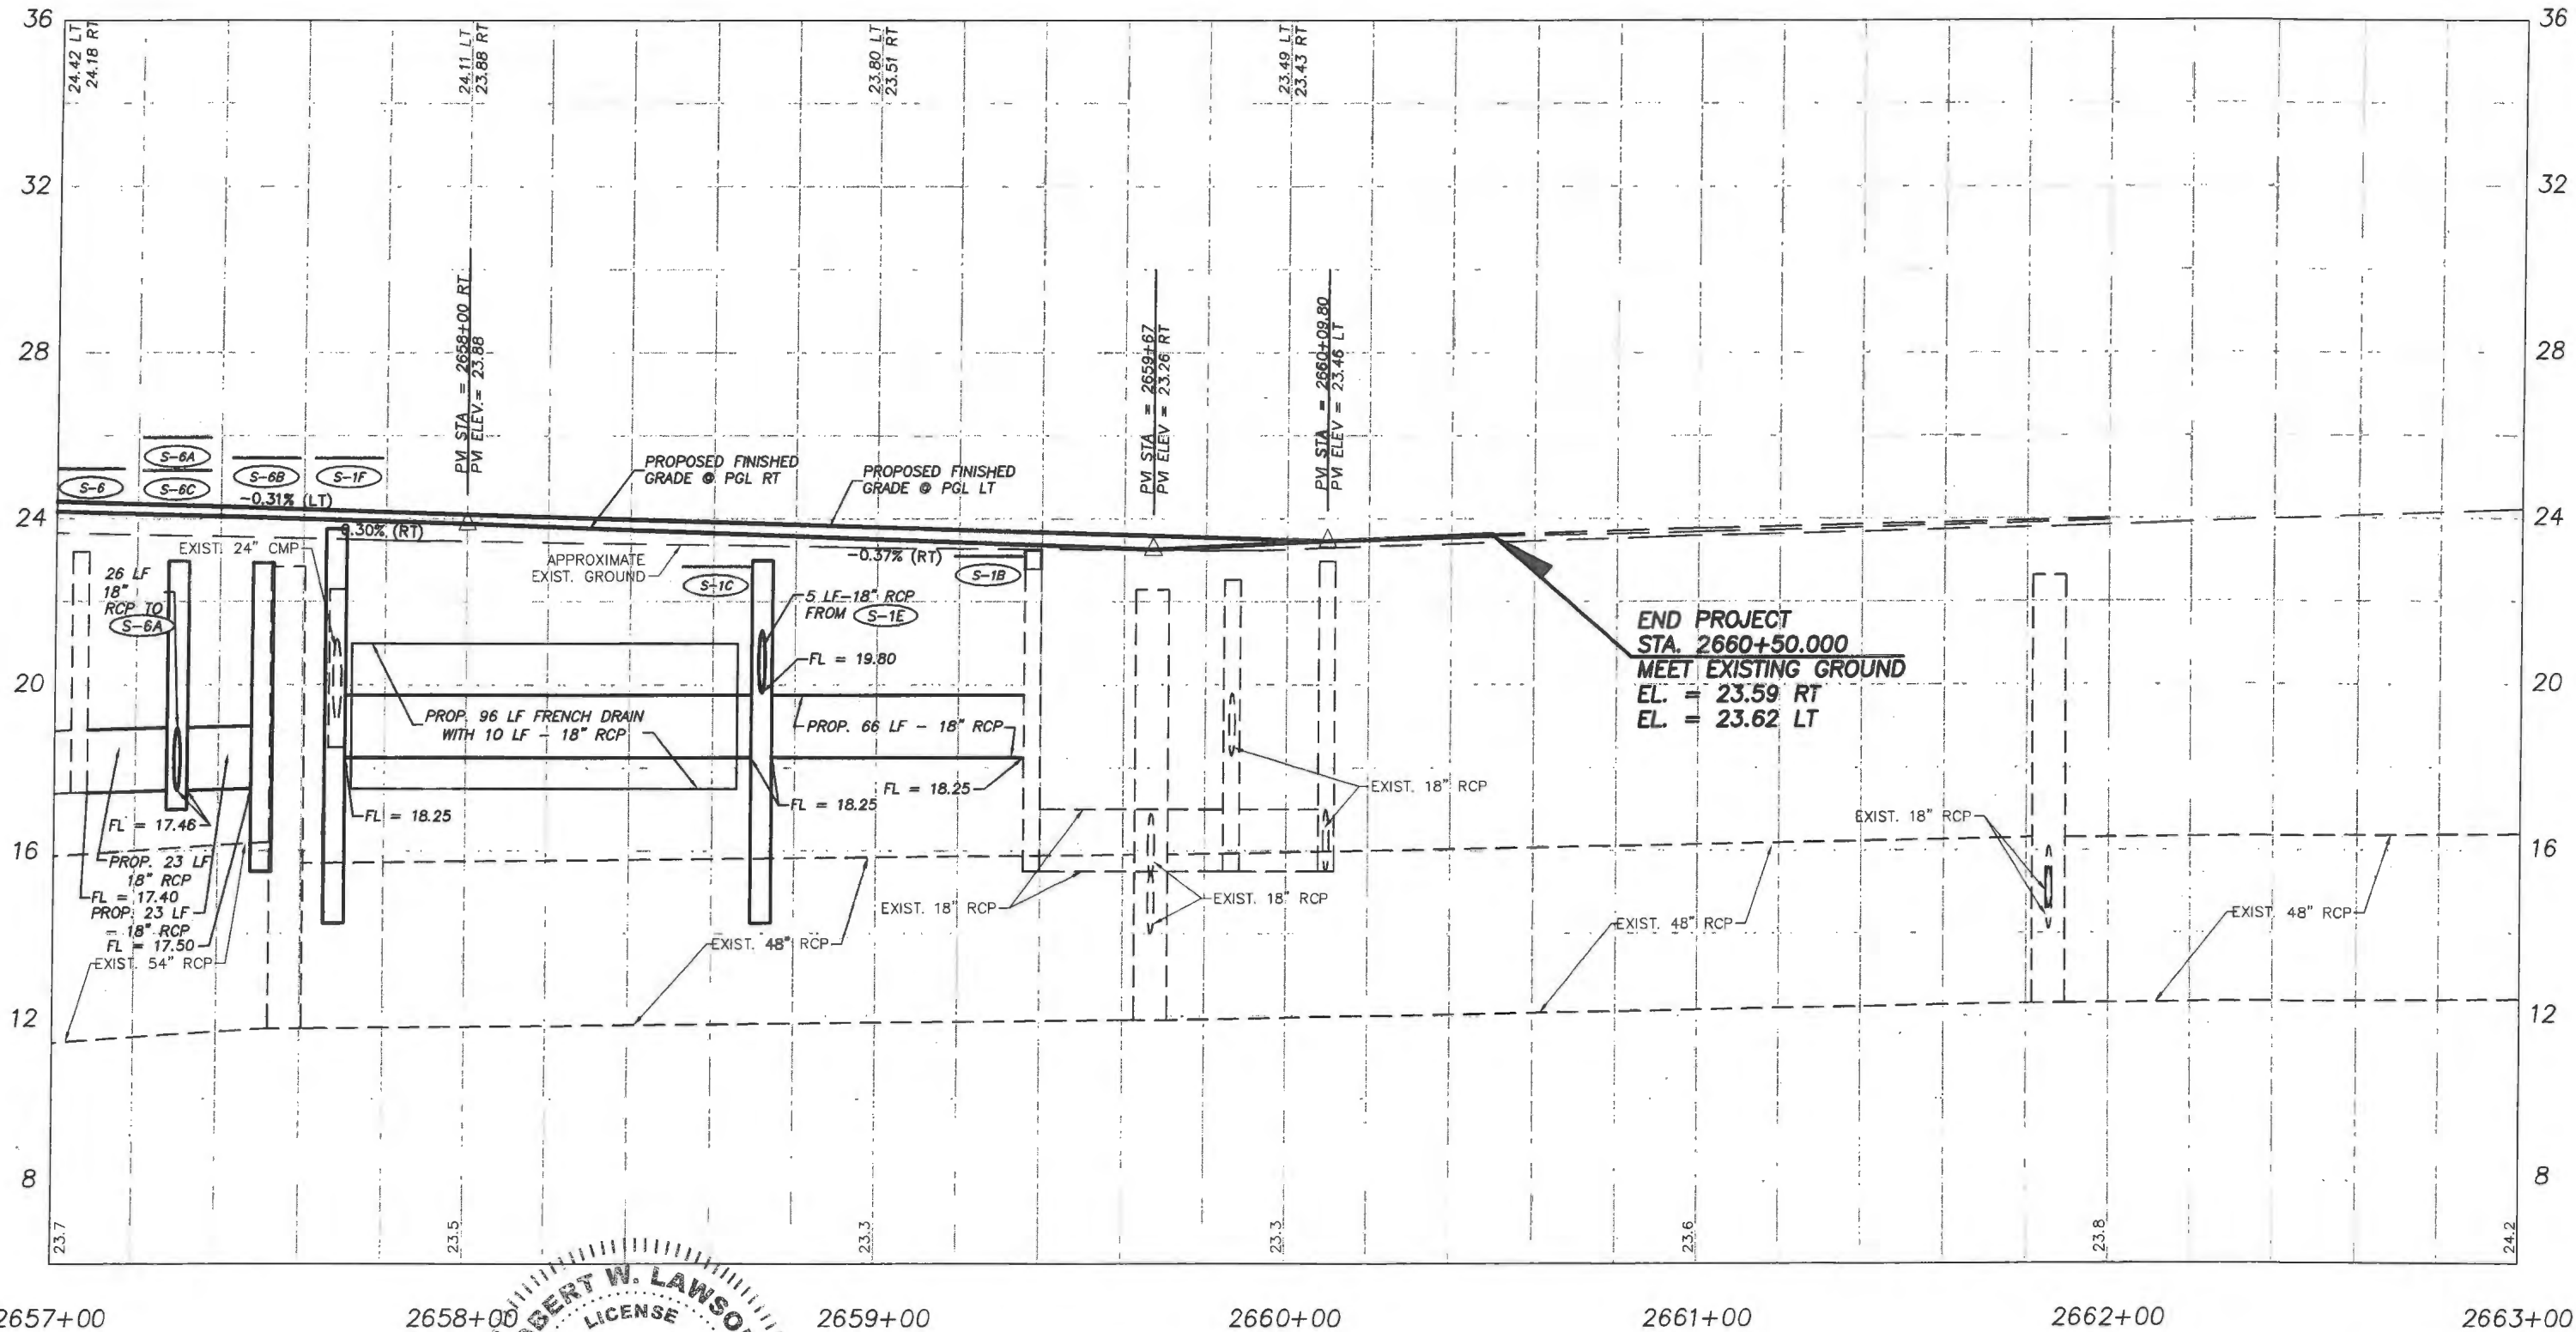 36
32
28
24
20
16
12
8
36
32
28
24
20
16
12
8
24.42 LT
24.18 RT
24.11 LT
23.88 RT
23.80 LT
23.51 RT
23.49 LT
23.43 RT
PVI STA = 2658+00 RT
PVI ELEV.= 23.88
PVI STA = 2659+67
PVI ELEV = 23.26 RT
PVI STA = 2660+09.80
PVI ELEV = 23.46 LT
S-6
S-6A
S-6C
S-6B
S-1F
-0.31% (LT)
0.30% (RT)
PROPOSED FINISHED
GRADE @ PGL RT
PROPOSED FINISHED
GRADE @ PGL LT
-0.37% (RT)
EXIST. 24" CMP
APPROXIMATE
EXIST. GROUND
S-1C
S-1B
26 LF
18"
RCP TO
S-6A
5 LF-18" RCP
FROM S-1E
FL = 19.80
END PROJECT
STA. 2660+50.000
MEET EXISTING GROUND
EL. = 23.59 RT
EL. = 23.62 LT
PROP. 96 LF FRENCH DRAIN
WITH 10 LF - 18" RCP
PROP. 66 LF - 18" RCP
FL = 18.25
FL = 18.25
FL = 18.25
EXIST. 18" RCP
EXIST. 18" RCP
FL = 17.46
PROP. 23 LF
18" RCP
FL = 17.40
PROP. 23 LF
- 18" RCP
FL = 17.50
EXIST. 54" RCP
EXIST. 18" RCP
EXIST. 18" RCP
EXIST. 48" RCP
EXIST. 48" RCP
EXIST. 48" RCP
23.7
23.5
23.3
23.3
23.6
23.8
24.2
BERT W. LAWSO
LICENSE
2657+00
2658+00
2659+00
2660+00
2661+00
2662+00
2663+00